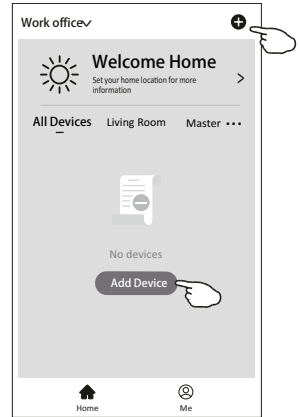 Work office
Welcome Home
Set your home location for more
information
All Devices Living Room Master ...
No devices
Add Device
Home Me